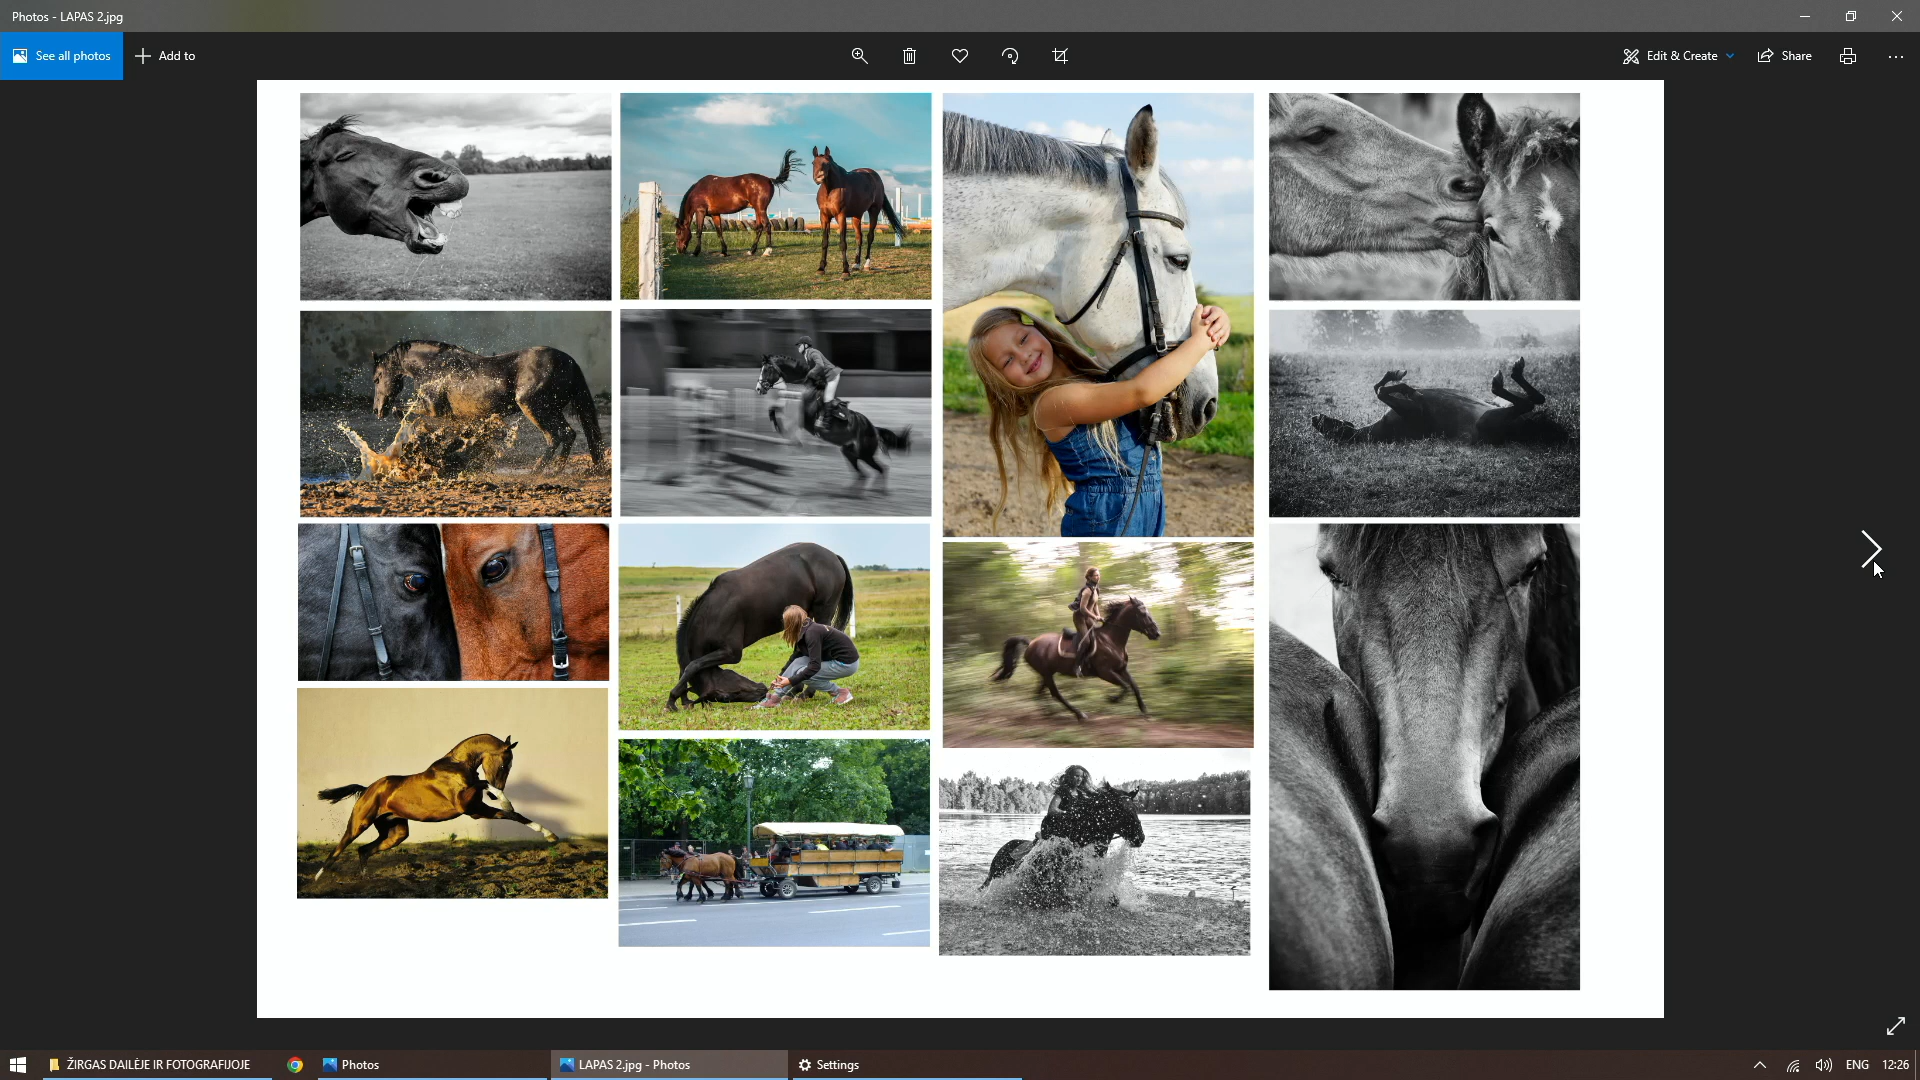 Photos - LAPAS 2.jpg
See all photos
Add to
Edit & Create
Share
ŽIRGAS DAILĖJE IR FOTOGRAFIJOJE
Photos
LAPAS 2.jpg - Photos
Settings
ENG
12:26